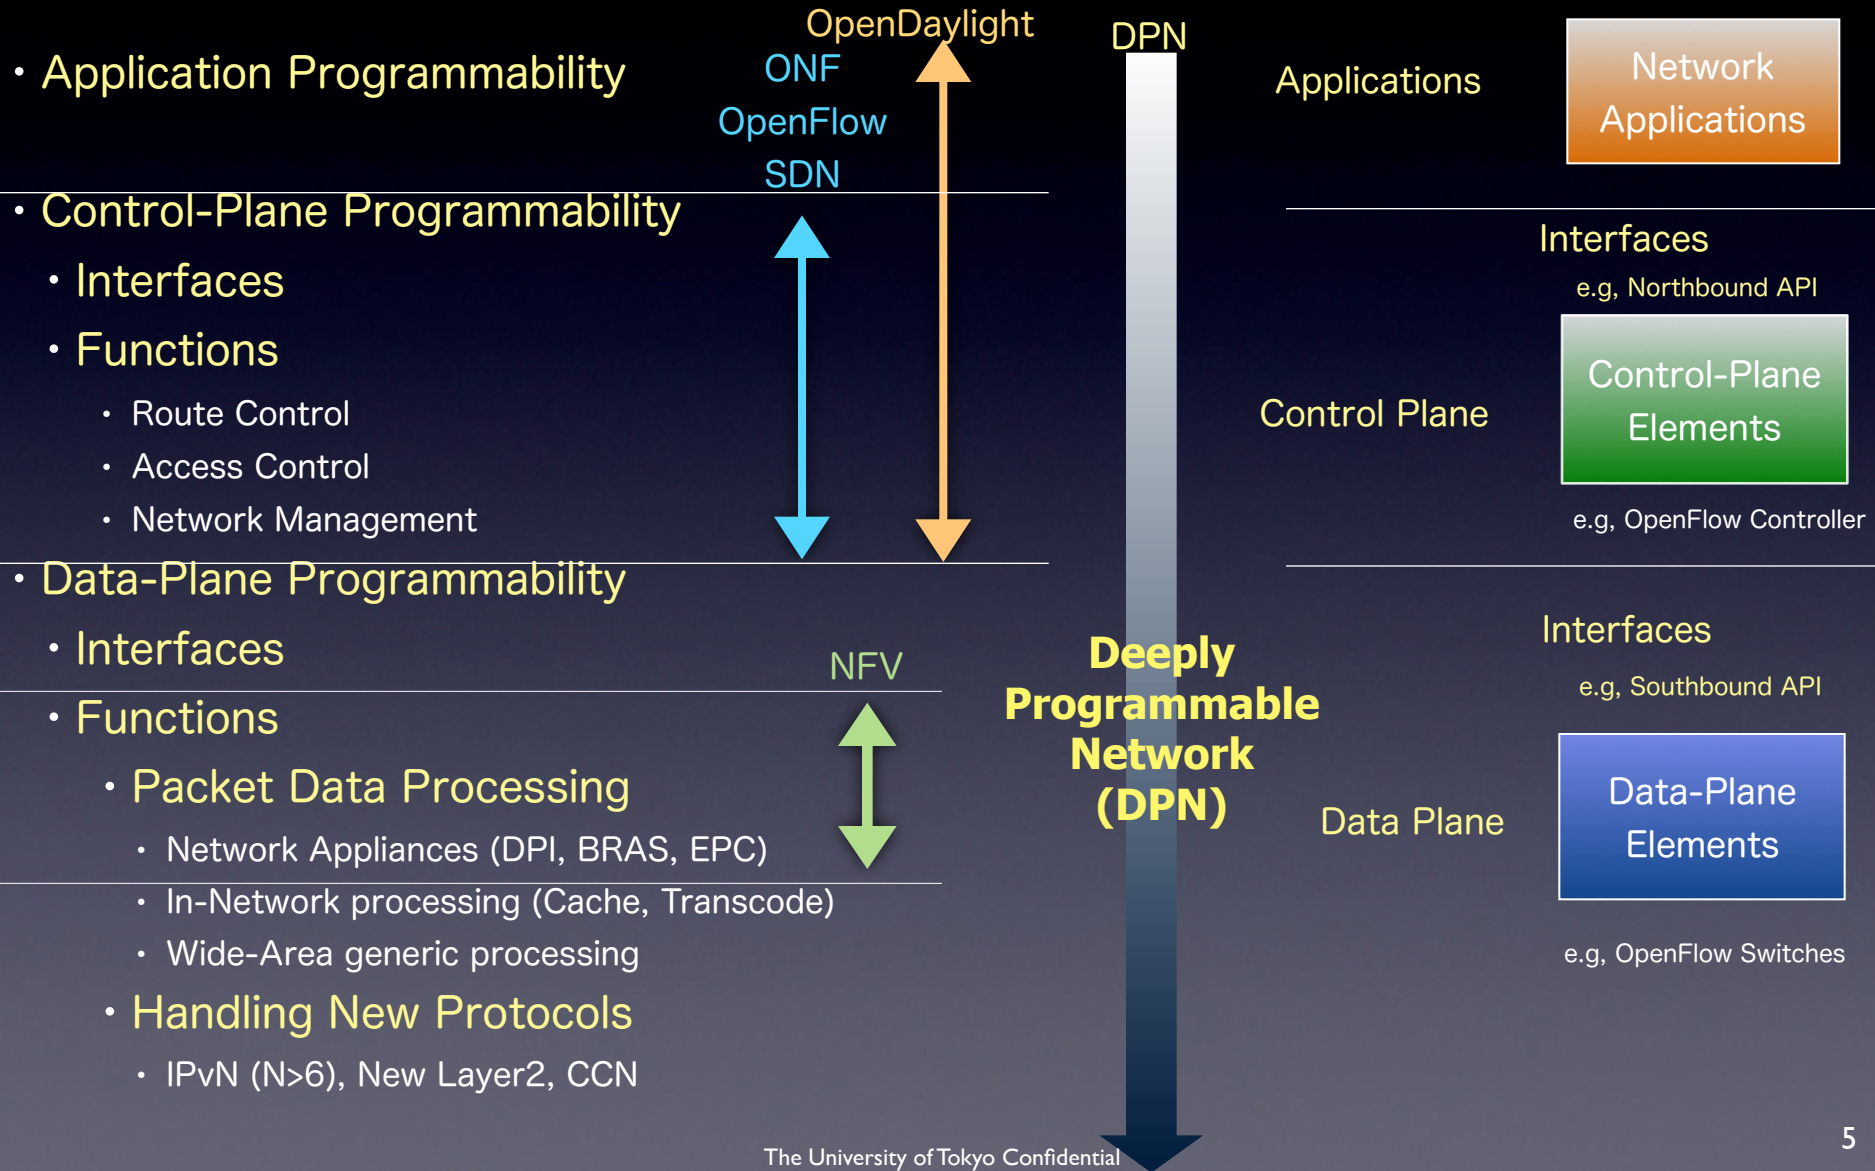 ・Application Programmability
・Control-Plane Programmability
・Interfaces
・Functions
・Route Control
・Access Control
・Network Management
・Data-Plane Programmability
・Interfaces
・Functions
・Packet Data Processing
・Network Appliances (DPI, BRAS, EPC)
・In-Network processing (Cache, Transcode)
・Wide-Area generic processing
・Handling New Protocols
・IPvN (N>6), New Layer2, CCN
OpenDaylight
ONF
OpenFlow
SDN
NFV
DPN
Deeply
Programmable
Network
(DPN)
Applications
Network
Applications
Interfaces
e.g, Northbound API
Control Plane
Control-Plane
Elements
e.g, OpenFlow Controller
Interfaces
e.g, Southbound API
Data Plane
Data-Plane
Elements
e.g, OpenFlow Switches
The University of Tokyo Confidential
5